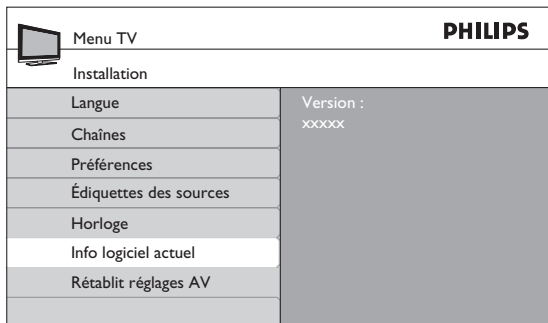 Menu TV
PHILIPS
Installation
Langue
Chaînes
Préférences
Édiquettes des sources
Horloge
Info logiciel actuel
Rétablit réglages AV
Version :
xxxxx